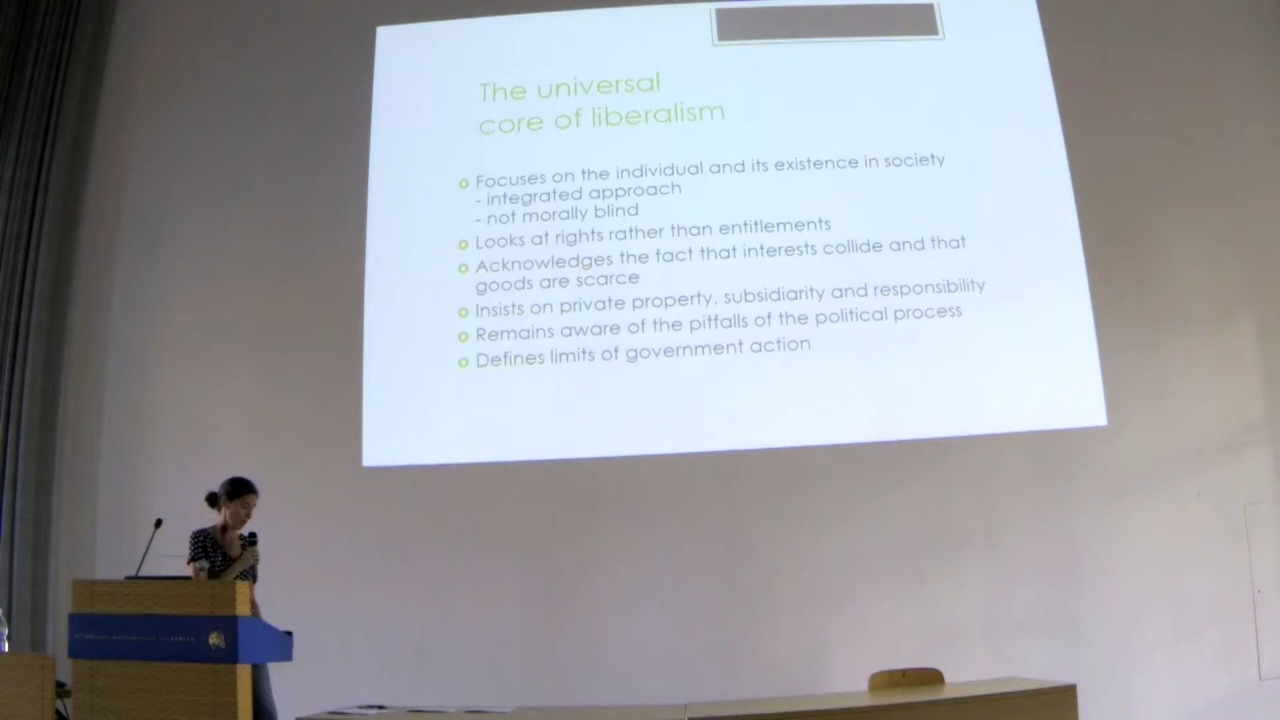 The universal
core of liberalism
Focuses on the individual and its existence in society
- integrated approach
- not morally blind
Looks at rights rather than entitlements
Acknowledges the fact that interests collide and that
goods are scarce
Insists on private property, subsidiarity and responsibility
Remains aware of the pitfalls of the political process
Defines limits of government action